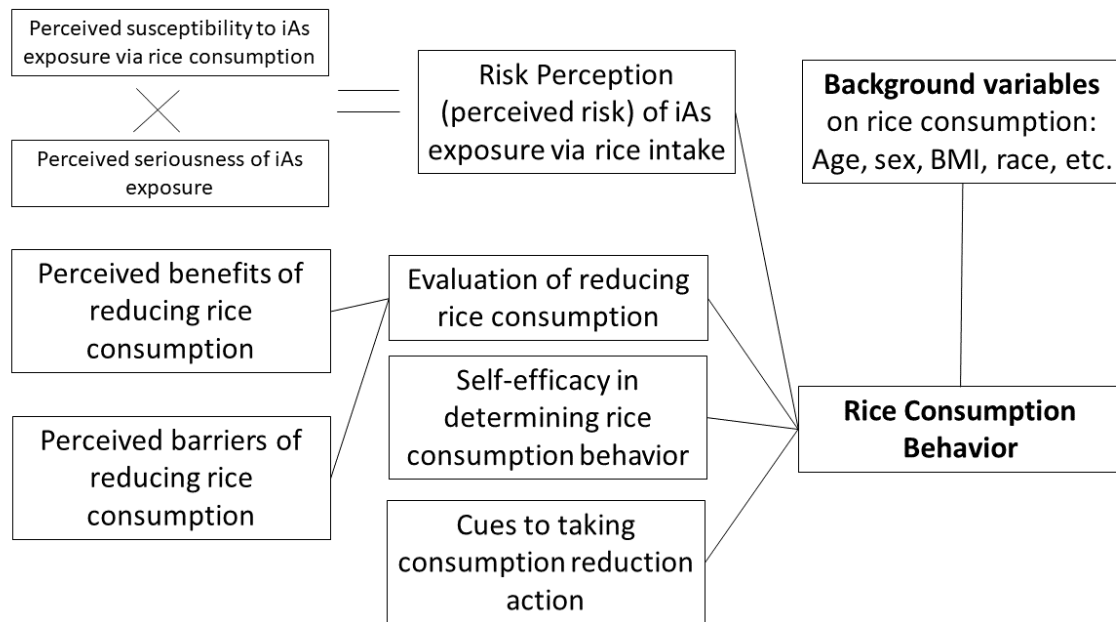 Perceived susceptibility to iAs
exposure via rice consumption
Perceived seriousness of iAs
exposure
Risk Perception
(perceived risk) of iAs
exposure via rice intake
Background variables
on rice consumption:
Age, sex, BMI, race, etc.
Perceived benefits of
reducing rice
consumption
Evaluation of reducing
rice consumption
Self-efficacy in
determining rice
consumption behavior
Rice Consumption
Behavior
Perceived barriers of
reducing rice
consumption
Cues to taking
consumption reduction
action